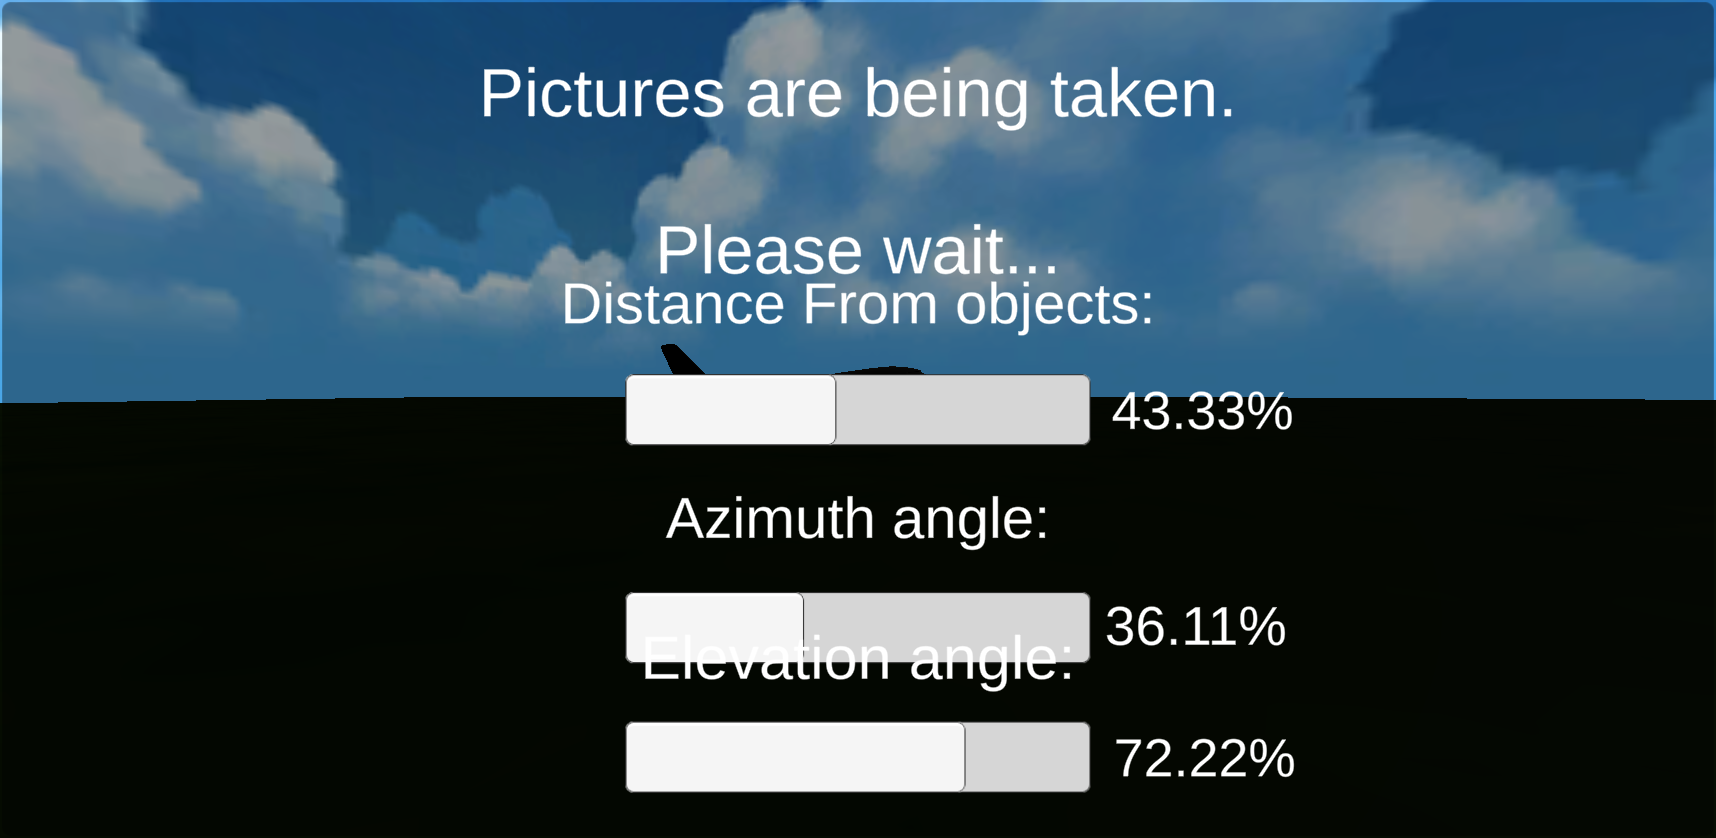 Pictures are being taken.
Please wait...
Distance From objects:
43.33%
Azimuth angle:
36.11%
Elevation angle:
72.22%